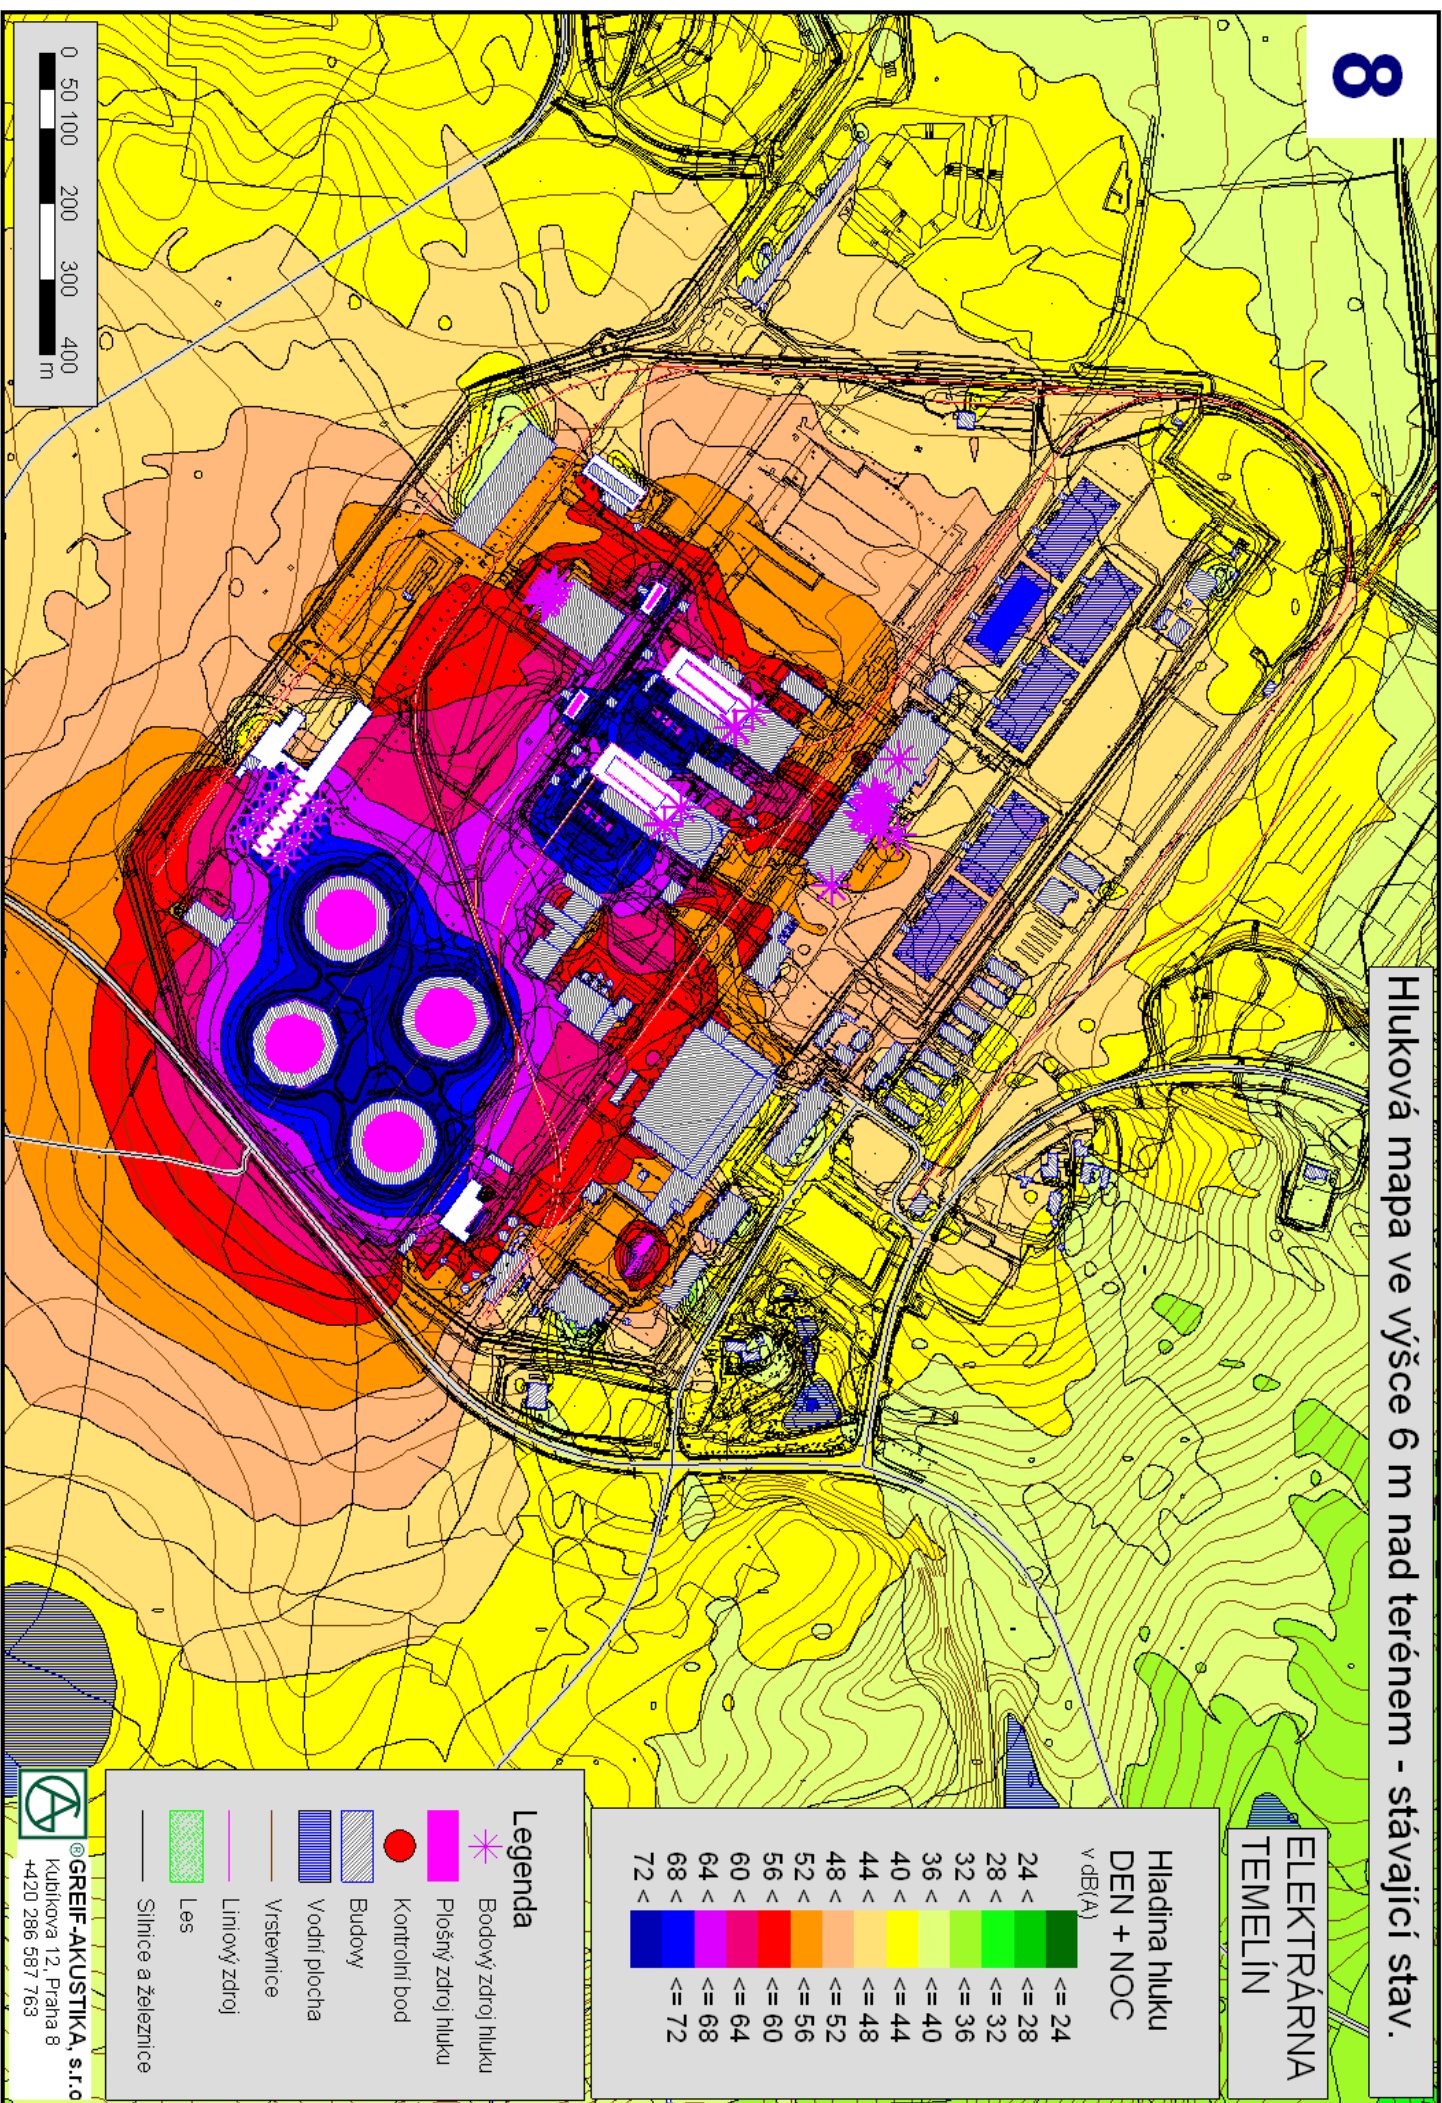 8
Hluková mapa ve výšce 6 m nad terénem - stávající stav.
ELEKTRÁRNA
TEMELÍN
Hladina hluku
DEN + NOC
v dB(A)
<= 24
24 < <= 28
28 < <= 32
32 < <= 36
36 < <= 40
40 < <= 44
44 < <= 48
48 < <= 52
52 < <= 56
56 < <= 60
60 < <= 64
64 < <= 68
68 < <= 72
72 <
Legenda
Bodový zdroj hluku
Plošný zdroj hluku
Kontrolní bod
Budovy
Vodní plocha
Vrstevnice
Liniový zdroj
Les
Silnice a železnice
®GREIF-AKUSTIKA, s.r.o
Kubíkova 12, Praha 8
+420 286 587 763
0 50 100 200 300 400
m